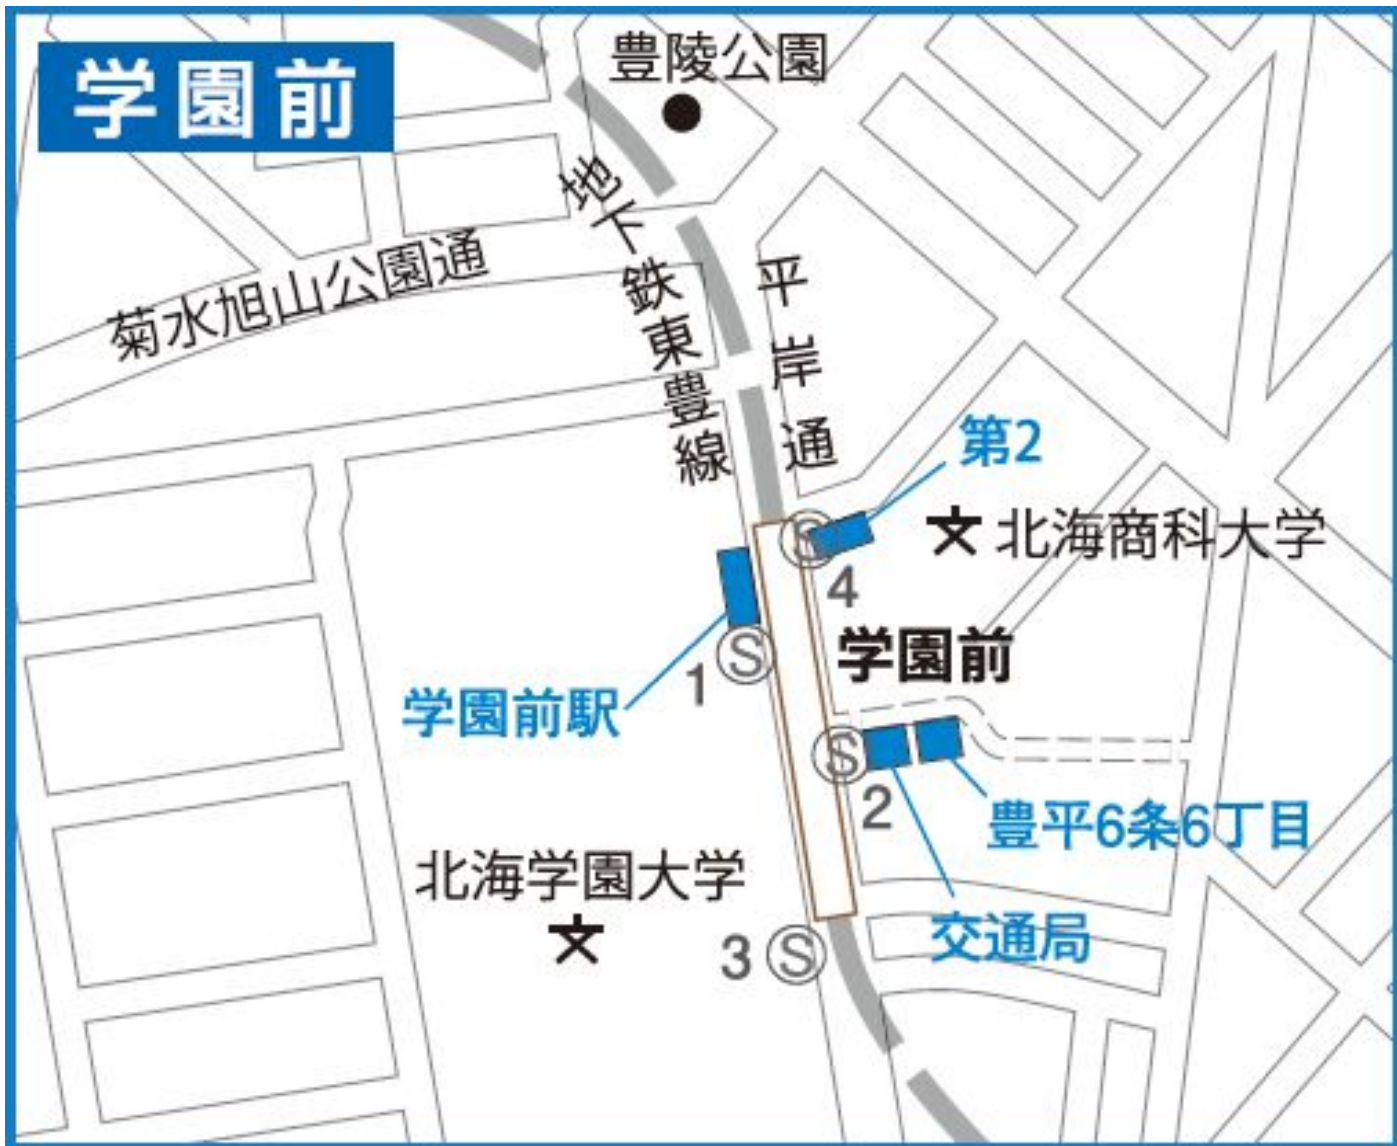 学園前
豊陵公園
地下鉄東豊線
菊水旭山公園通
平岸通
第2
北海商科大学
S
4
学園前
S
1
学園前駅
S
2
豊平6条6丁目
北海学園大学
交通局
3
S